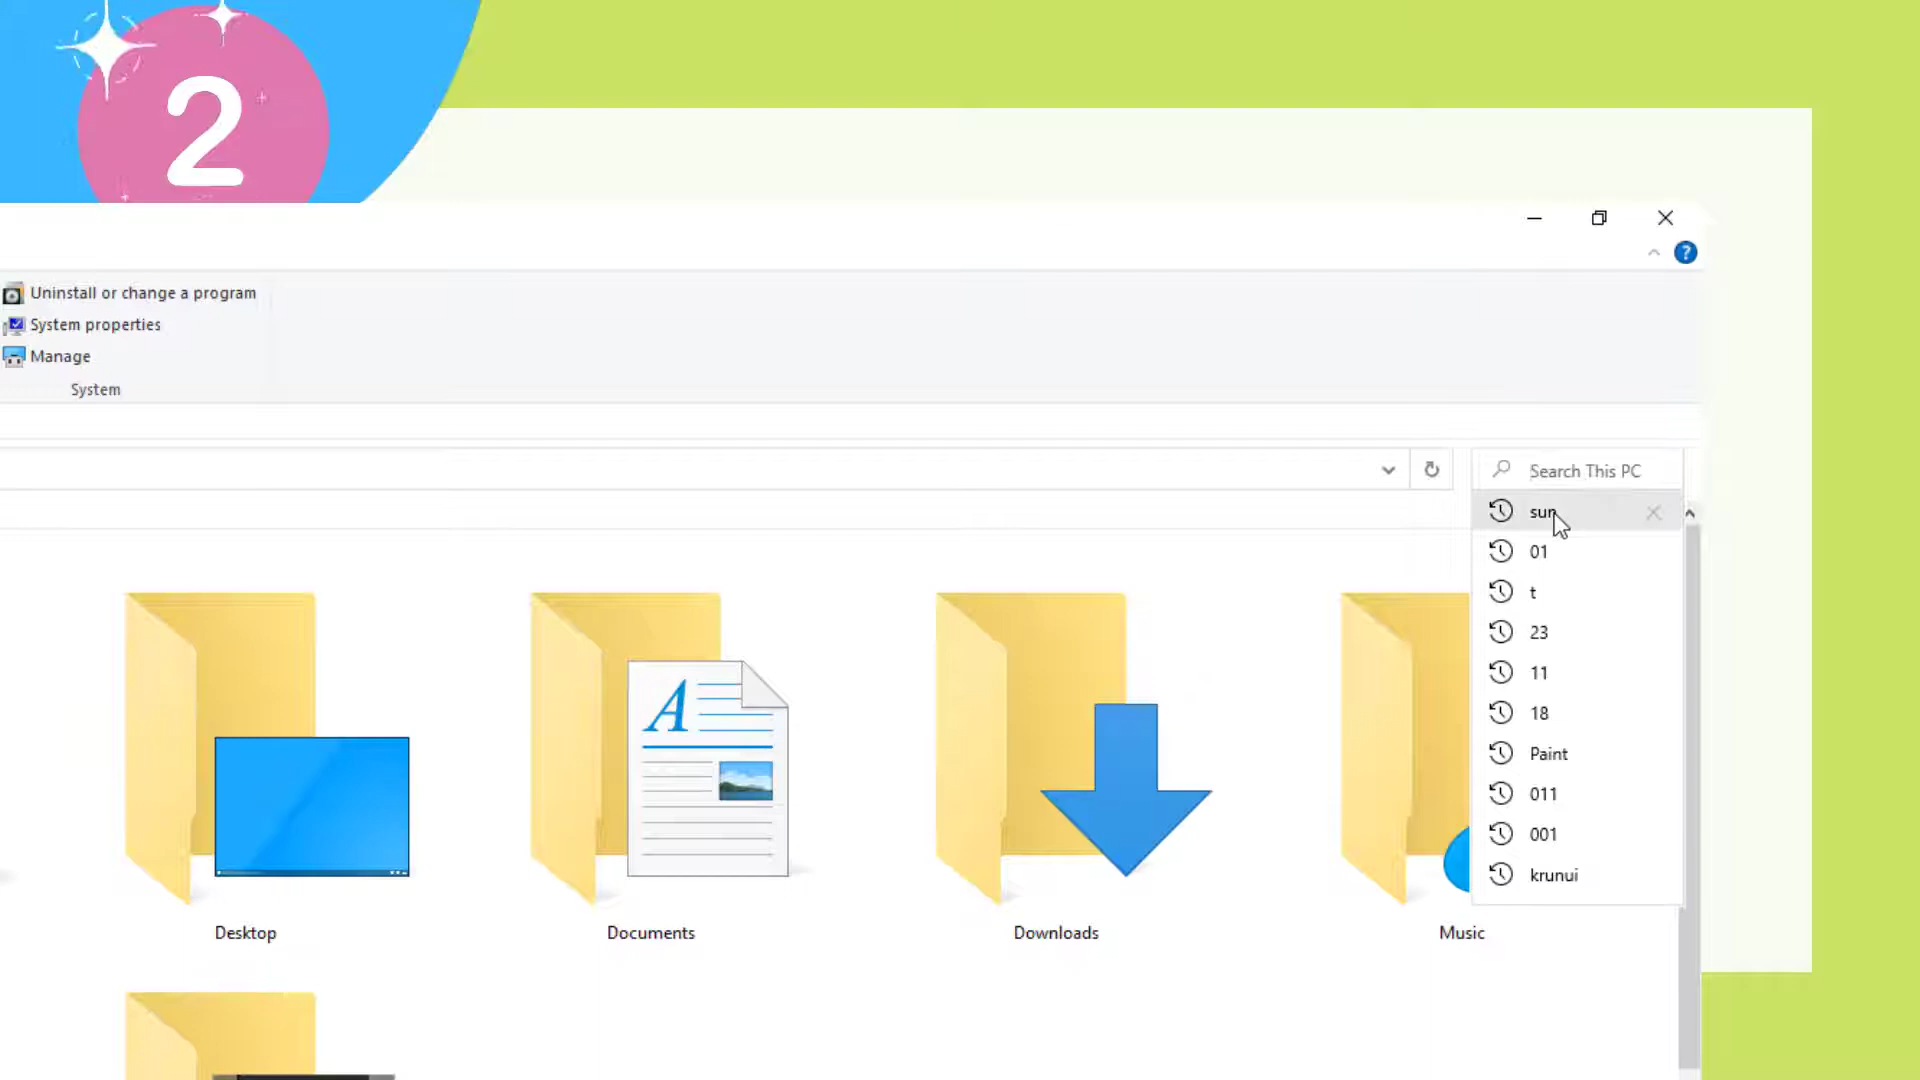 2
?
Uninstall or change a program
System properties
Manage
System
Search This PC
sun
01
t
23
11
18
Paint
011
001
krunui
A
Desktop
Documents
Downloads
Music